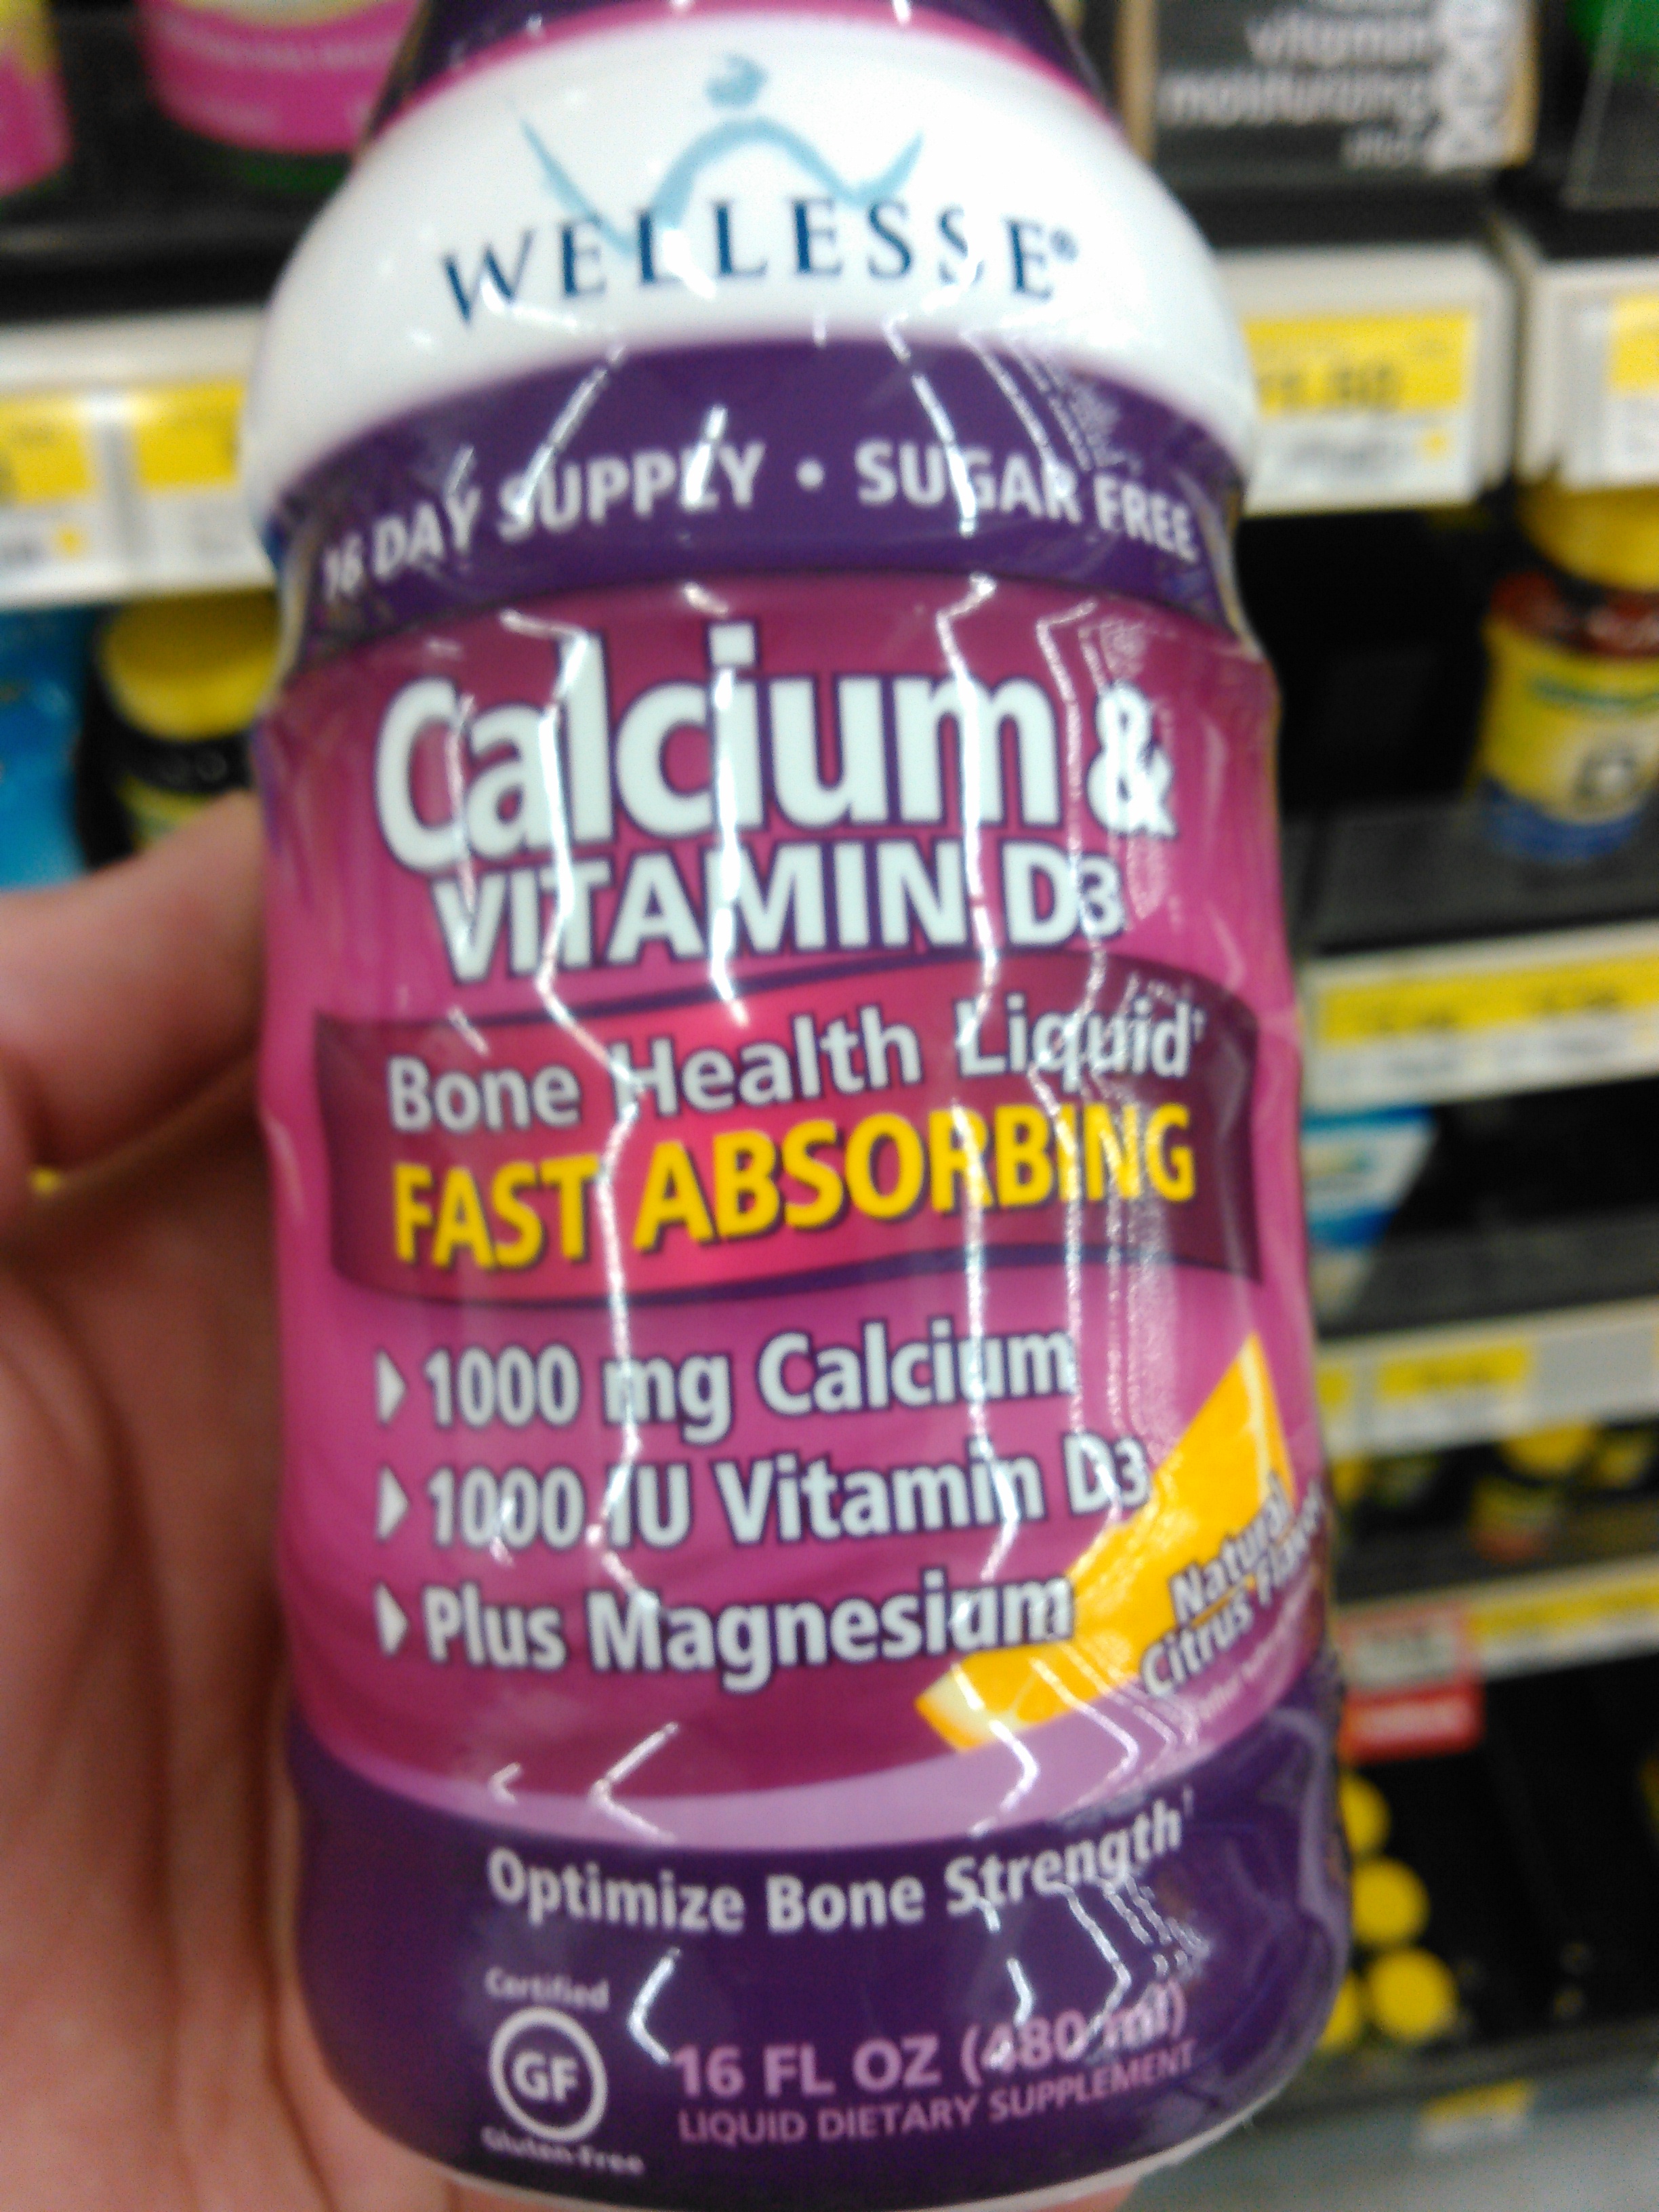 vitamin
moisturizing
WELLESSE®
16 DAY SUPPLY • SUGAR FREE
Calcium &
VITAMIN D3
Bone Health Liquid†
FAST ABSORBING
1000 mg Calcium
1000 IU Vitamin D3
Plus Magnesium
Natural
Citrus Flavor
Optimize Bone Strength†
Certified
GF
Gluten-Free
16 FL OZ (480 ml)
LIQUID DIETARY SUPPLEMENT